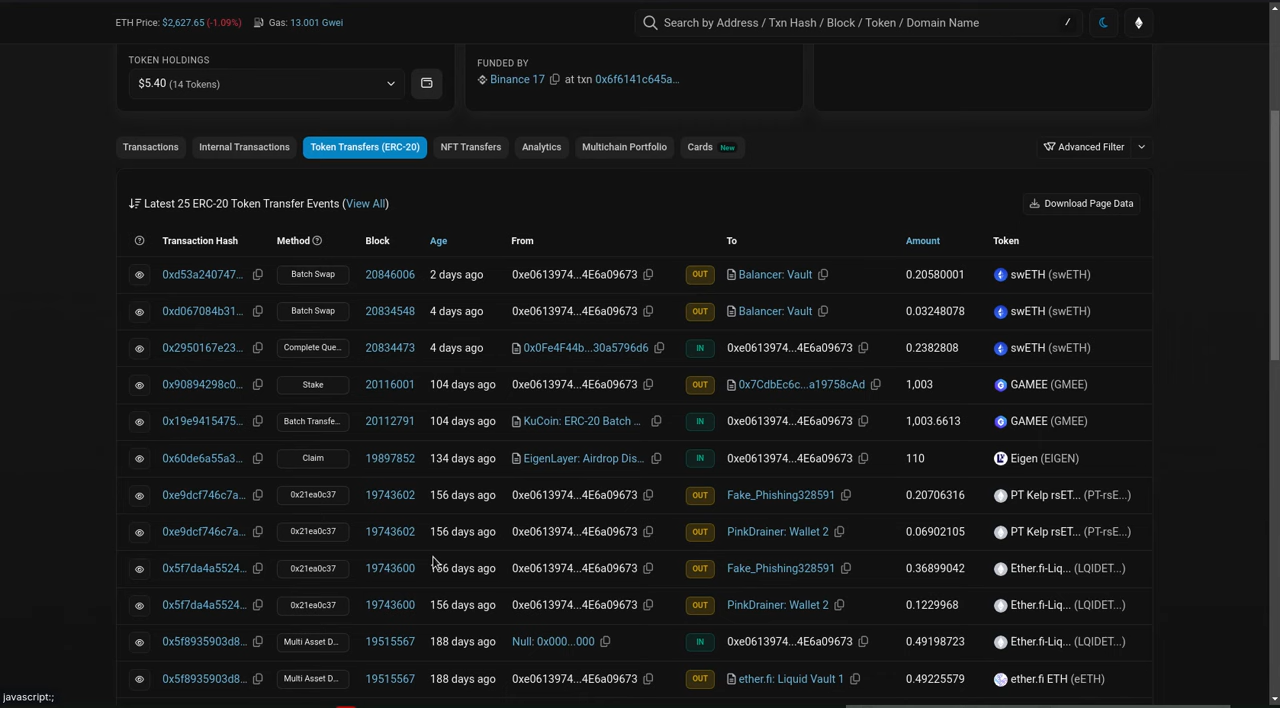 ETH Price: $2,627.65 (-1.09%) Gas: 13.001 Gwei Search by Address / Txn Hash / Block / Token / Domain Name /
TOKEN HOLDINGS
$5.40 (14 Tokens)
FUNDED BY
Binance 17 at txn 0x6f6141c645a...
Transactions Internal Transactions Token Transfers (ERC-20) NFT Transfers Analytics Multichain Portfolio Cards New Advanced Filter
Latest 25 ERC-20 Token Transfer Events (View All) Download Page Data
Transaction Hash Method Block Age From To Amount Token
0xd53a240747... Batch Swap 20846006 2 days ago 0xe0613974...4E6a09673 OUT Balancer: Vault 0.20580001 swETH (swETH)
0xd067084b31... Batch Swap 20834548 4 days ago 0xe0613974...4E6a09673 OUT Balancer: Vault 0.03248078 swETH (swETH)
0x2950167e23... Complete Que... 20834473 4 days ago 0x0Fe4F44b...30a5796d6 IN 0xe0613974...4E6a09673 0.2382808 swETH (swETH)
0x90894298c0... Stake 20116001 104 days ago 0xe0613974...4E6a09673 OUT 0x7CdbEc6c...a19758cAd 1,003 GAMEE (GMEE)
0x19e9415475... Batch Transfe... 20112791 104 days ago KuCoin: ERC-20 Batch ... IN 0xe0613974...4E6a09673 1,003.6613 GAMEE (GMEE)
0x60de6a55a3... Claim 19897852 134 days ago EigenLayer: Airdrop Dis... IN 0xe0613974...4E6a09673 110 Eigen (EIGEN)
0xe9dcf746c7a... 0x21ea0c37 19743602 156 days ago 0xe0613974...4E6a09673 OUT Fake_Phishing328591 0.20706316 PT Kelp rsET... (PT-rsE...)
0xe9dcf746c7a... 0x21ea0c37 19743602 156 days ago 0xe0613974...4E6a09673 OUT PinkDrainer: Wallet 2 0.06902105 PT Kelp rsET... (PT-rsE...)
0x5f7da4a5524... 0x21ea0c37 19743600 156 days ago 0xe0613974...4E6a09673 OUT Fake_Phishing328591 0.36899042 Ether.fi-Liq... (LQIDET...)
0x5f7da4a5524... 0x21ea0c37 19743600 156 days ago 0xe0613974...4E6a09673 OUT PinkDrainer: Wallet 2 0.1229968 Ether.fi-Liq... (LQIDET...)
0x5f8935903d8... Multi Asset D... 19515567 188 days ago Null: 0x000...000 IN 0xe0613974...4E6a09673 0.49198723 Ether.fi-Liq... (LQIDET...)
0x5f8935903d8... Multi Asset D... 19515567 188 days ago 0xe0613974...4E6a09673 OUT ether.fi: Liquid Vault 1 0.49225579 ether.fi ETH (eETH)
javascript:;